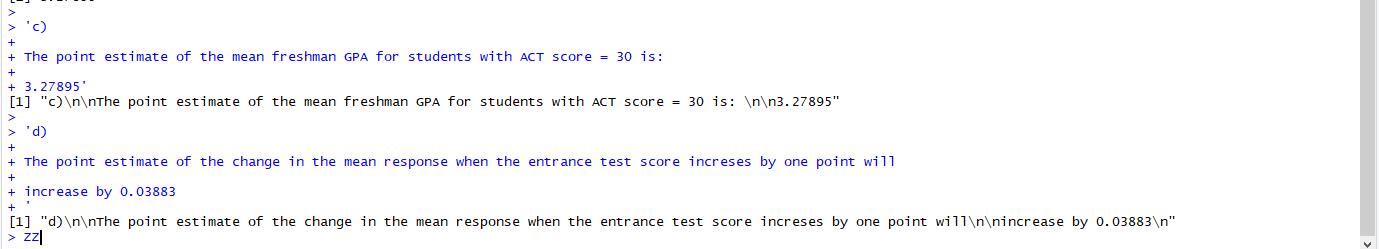 >
> 'c)
+
+ The point estimate of the mean freshman GPA for students with ACT score = 30 is:
+
+ 3.27895'
[1] "c)\n\nThe point estimate of the mean freshman GPA for students with ACT score = 30 is: \n\n3.27895"
>
> 'd)
+
+ The point estimate of the change in the mean response when the entrance test score increses by one point will
+
+ increase by 0.03883
+ '
[1] "d)\n\nThe point estimate of the change in the mean response when the entrance test score increses by one point will\n\nincrease by 0.03883\n"
> zz